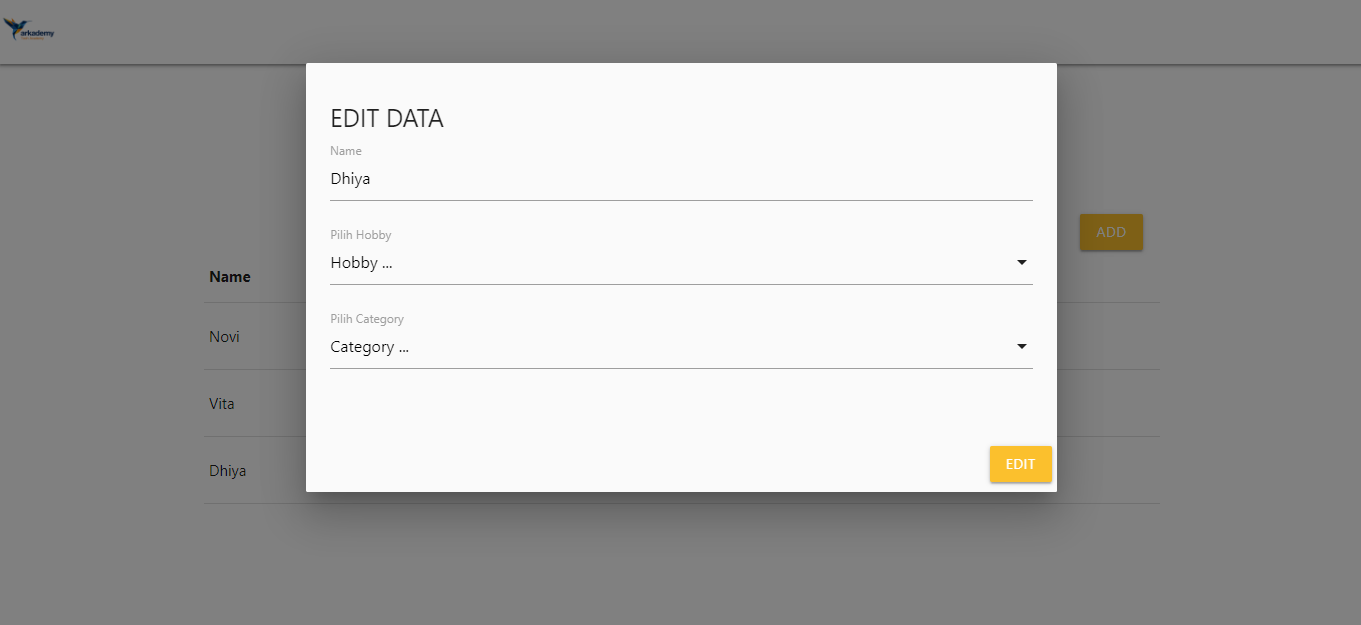 arkademy
EDIT DATA
Name
Dhiya
Pilih Hobby
Hobby ...
Pilih Category
Category ...
EDIT
ADD
Name
Novi
Vita
Dhiya